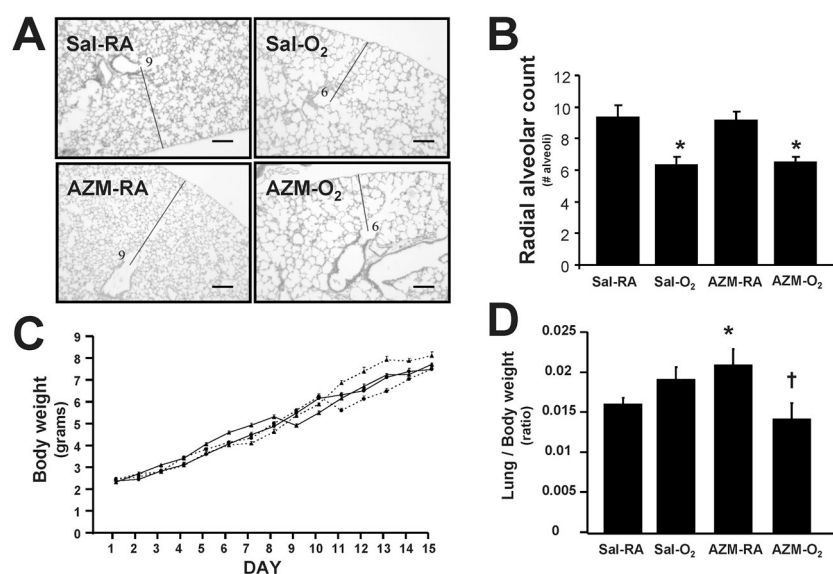 A
Sal-RA
9
Sal-O₂
6
AZM-RA
9
AZM-O₂
6
B
Radial alveolar count
(# alveoli)
12
10
8
6
4
2
0
*
*
Sal-RA Sal-O₂ AZM-RA AZM-O₂
C
Body weight
(grams)
9
8
7
6
5
4
3
2
1
0
1 2 3 4 5 6 7 8 9 10 11 12 13 14 15
DAY
D
Lung / Body weight
(ratio)
0.025
0.02
0.015
0.01
0.005
0
*
†
Sal-RA Sal-O₂ AZM-RA AZM-O₂